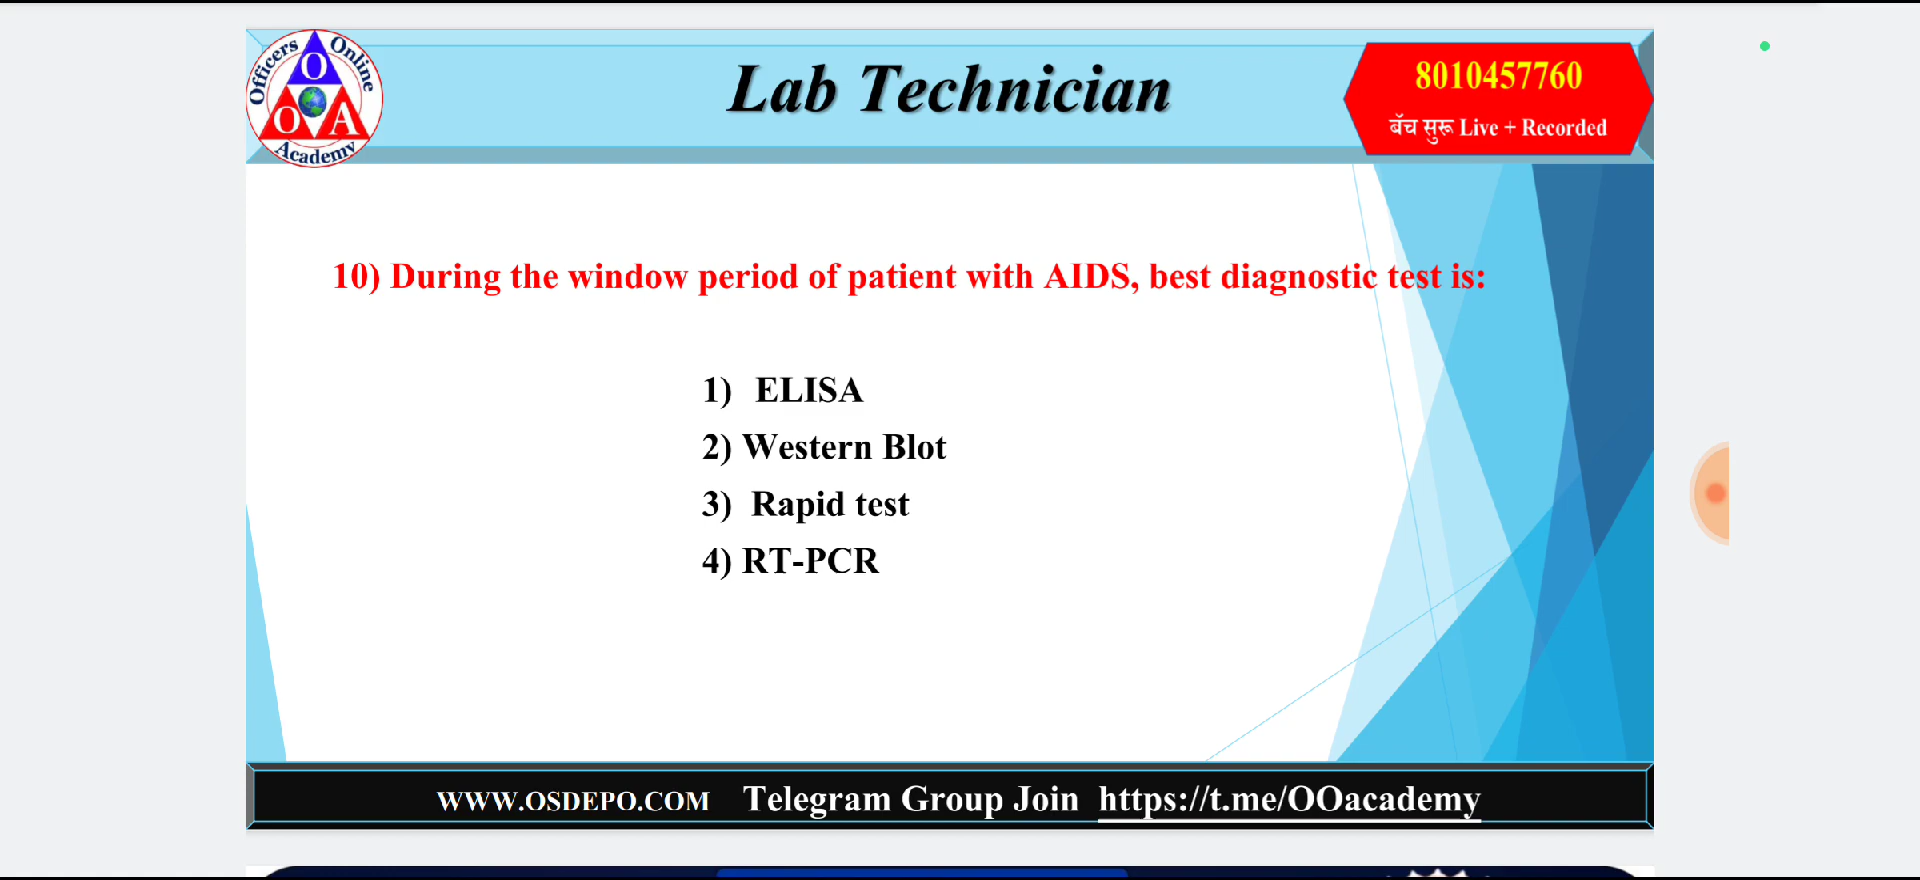 Officers Online
O
O A
Academy
Lab Technician
8010457760
बॅच सुरू Live + Recorded
10) During the window period of patient with AIDS, best diagnostic test is:
1) ELISA
2) Western Blot
3) Rapid test
4) RT-PCR
WWW.OSDEPO.COM Telegram Group Join https://t.me/OOacademy